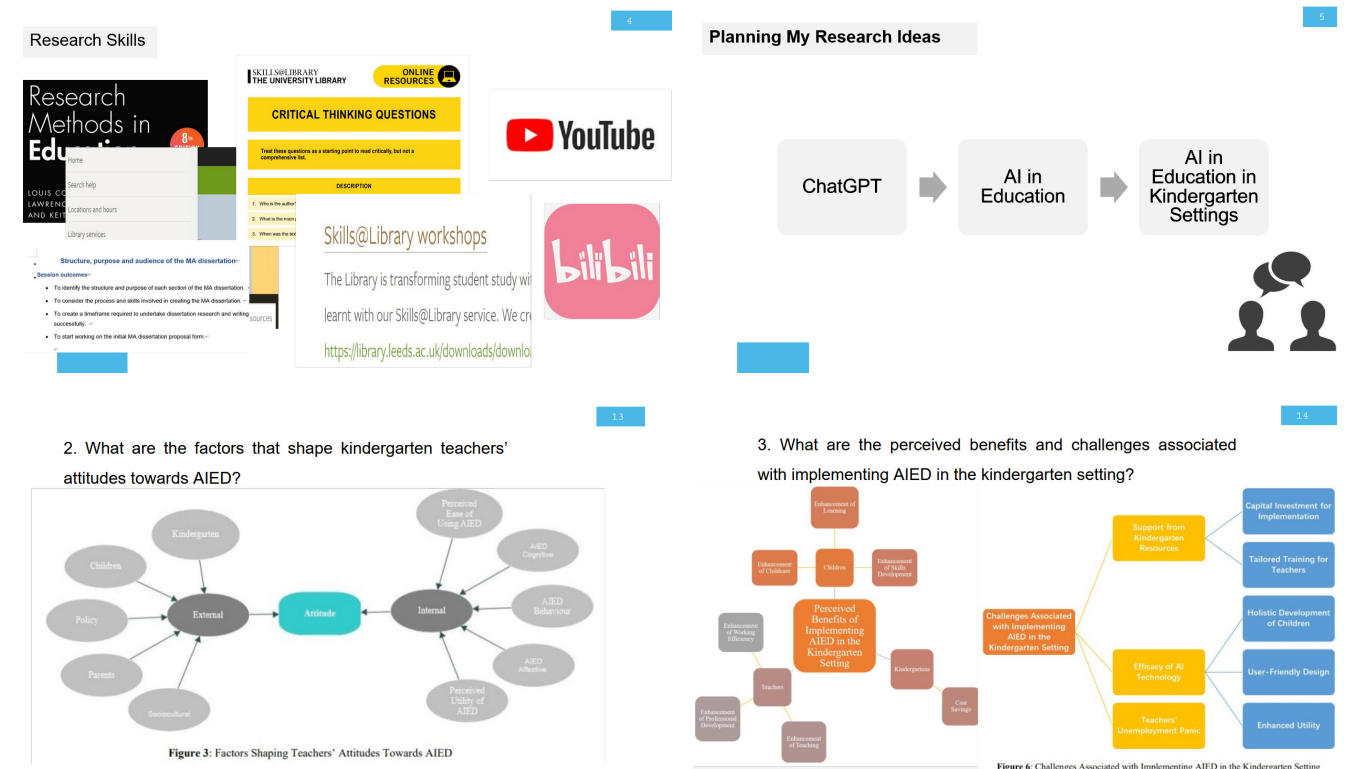 4
Research Skills
Research
Methods in
Edu
8
LOUIS CO
LAWRENC
AND KEIT
Home
Search help
Locations and hours
Library services
SKILLS@LIBRARY
THE UNIVERSITY LIBRARY
ONLINE
RESOURCES
CRITICAL THINKING QUESTIONS
Treat these questions as a starting point to read critically, but not a
comprehensive list.
DESCRIPTION
1. Who is the author?
2. What is the main
3. When was the tex
YouTube
Skills@Library workshops
The Library is transforming student study wi
learnt with our Skills@Library service. We cr
https://library.leeds.ac.uk/downloads/downlo
bilibili
Structure, purpose and audience of the MA dissertation
Session outcomes
To identify the structure and purpose of each section of the MA dissertation.
To consider the process and skills involved in creating the MA dissertation.
To create a timeframe required to undertake dissertation research and writing
successfully.
To start working on the initial MA dissertation proposal form.
sources
5
Planning My Research Ideas
ChatGPT
AI in
Education
AI in
Education in
Kindergarten
Settings
13
2. What are the factors that shape kindergarten teachers'
attitudes towards AIED?
Kindergarten
Children
Policy
Parents
Sociocultural
External
Attitude
Internal
Perceived
Ease of
Using AIED
AIED
Cognitive
AIED
Behaviour
AIED
Affective
Perceived
Utility of
AIED
Figure 3: Factors Shaping Teachers' Attitudes Towards AIED
14
3. What are the perceived benefits and challenges associated
with implementing AIED in the kindergarten setting?
Enhancement of
Learning
Enhancement
of Childcare
Children
Enhancement
of Skills
Development
Perceived
Benefits of
Implementing
AIED in the
Kindergarten
Setting
Enhancement
of Working
Efficiency
Teachers
Enhancement
of Professional
Development
Enhancement
of Teaching
Kindergartens
Cost
Savings
Challenges Associated
with Implementing
AIED in the
Kindergarten Setting
Support from
Kindergarten
Resources
Efficacy of AI
Technology
Teachers'
Unemployment Panic
Capital Investment for
Implementation
Tailored Training for
Teachers
Holistic Development
of Children
User-Friendly Design
Enhanced Utility
Figure 6: Challenges Associated with Implementing AIED in the Kindergarten Setting